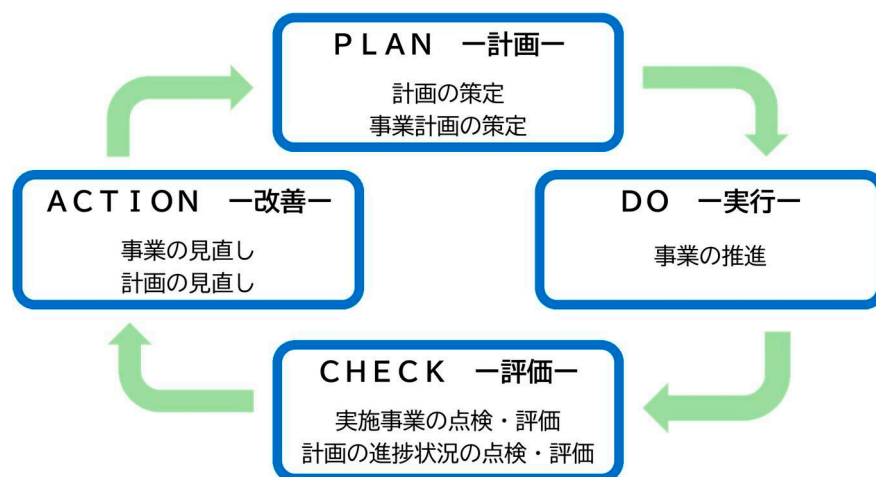 ＰＬＡＮ　ー計画ー
計画の策定
事業計画の策定
ＤＯ　ー実行ー
事業の推進
ＣＨＥＣＫ　ー評価ー
実施事業の点検・評価
計画の進捗状況の点検・評価
ＡＣＴＩＯＮ　ー改善ー
事業の見直し
計画の見直し